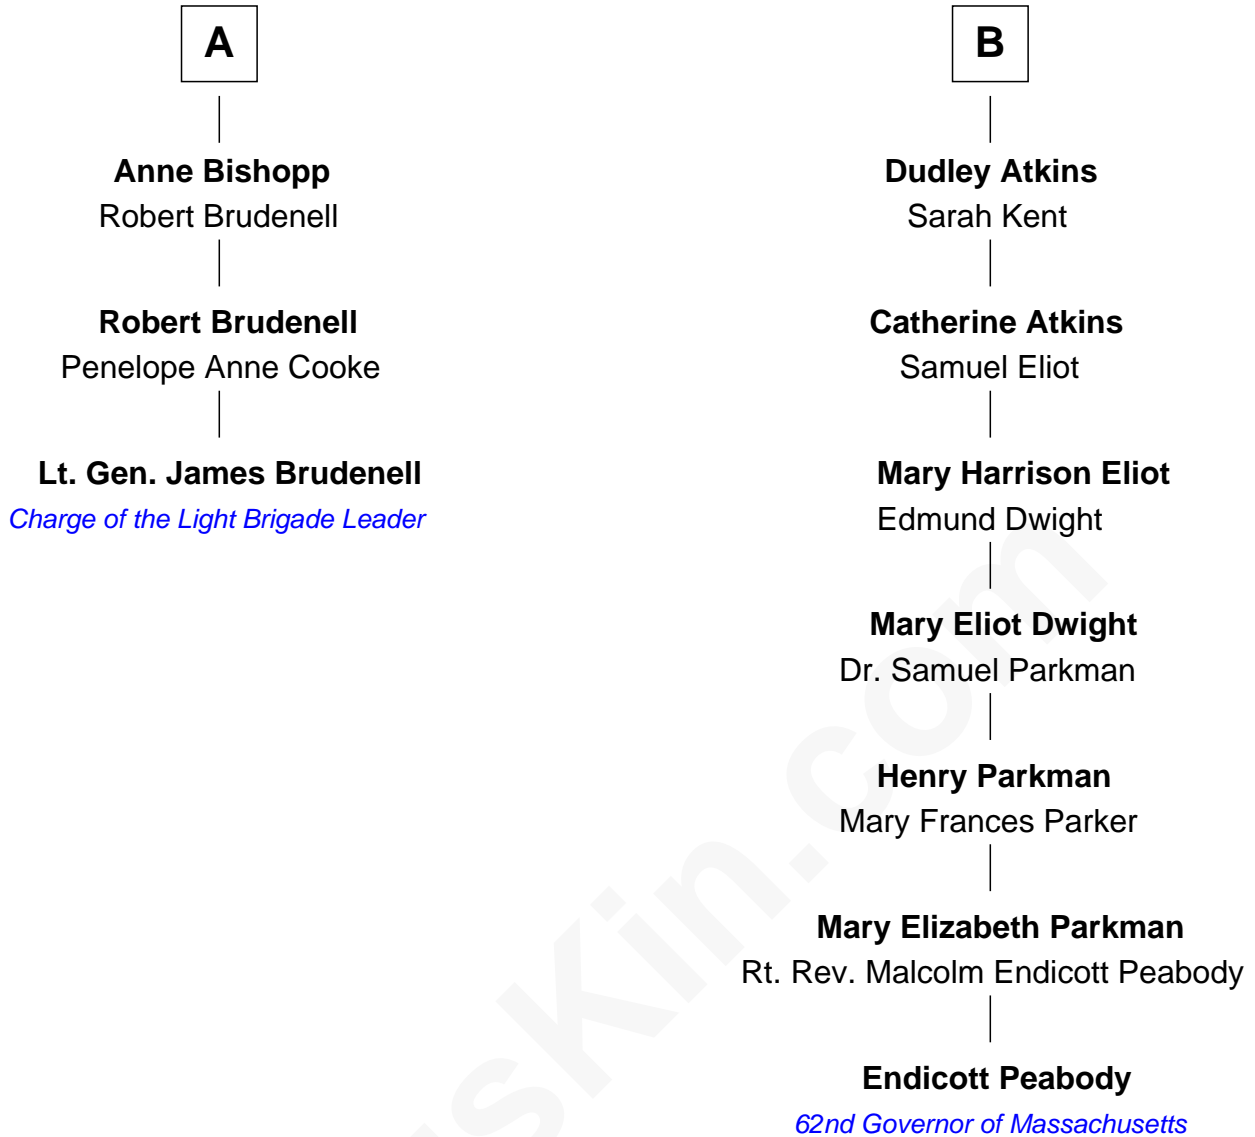 A
Anne Bishopp
Robert Brudenell
Robert Brudenell
Penelope Anne Cooke
Lt. Gen. James Brudenell
Charge of the Light Brigade Leader
B
Dudley Atkins
Sarah Kent
Catherine Atkins
Samuel Eliot
Mary Harrison Eliot
Edmund Dwight
Mary Eliot Dwight
Dr. Samuel Parkman
Henry Parkman
Mary Frances Parker
Mary Elizabeth Parkman
Rt. Rev. Malcolm Endicott Peabody
Endicott Peabody
62nd Governor of Massachusetts
sKin.com